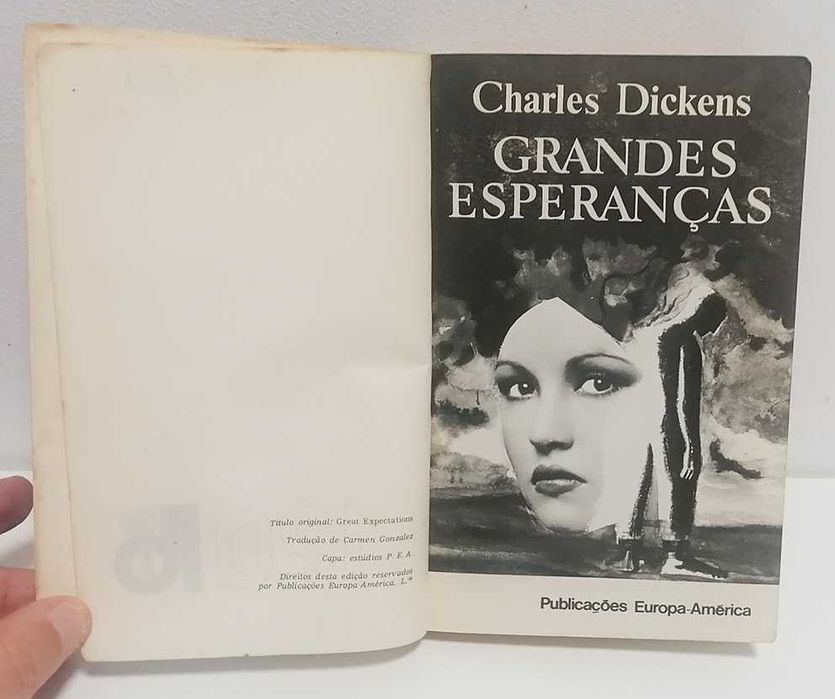 Título original: Great Expectations
Tradução de Carmen Gonzalez
Capa: estúdios P. E. A.
Direitos desta edição reservados
por Publicações Europa-América, L.da
Charles Dickens
GRANDES
ESPERANÇAS
Publicações Europa-América